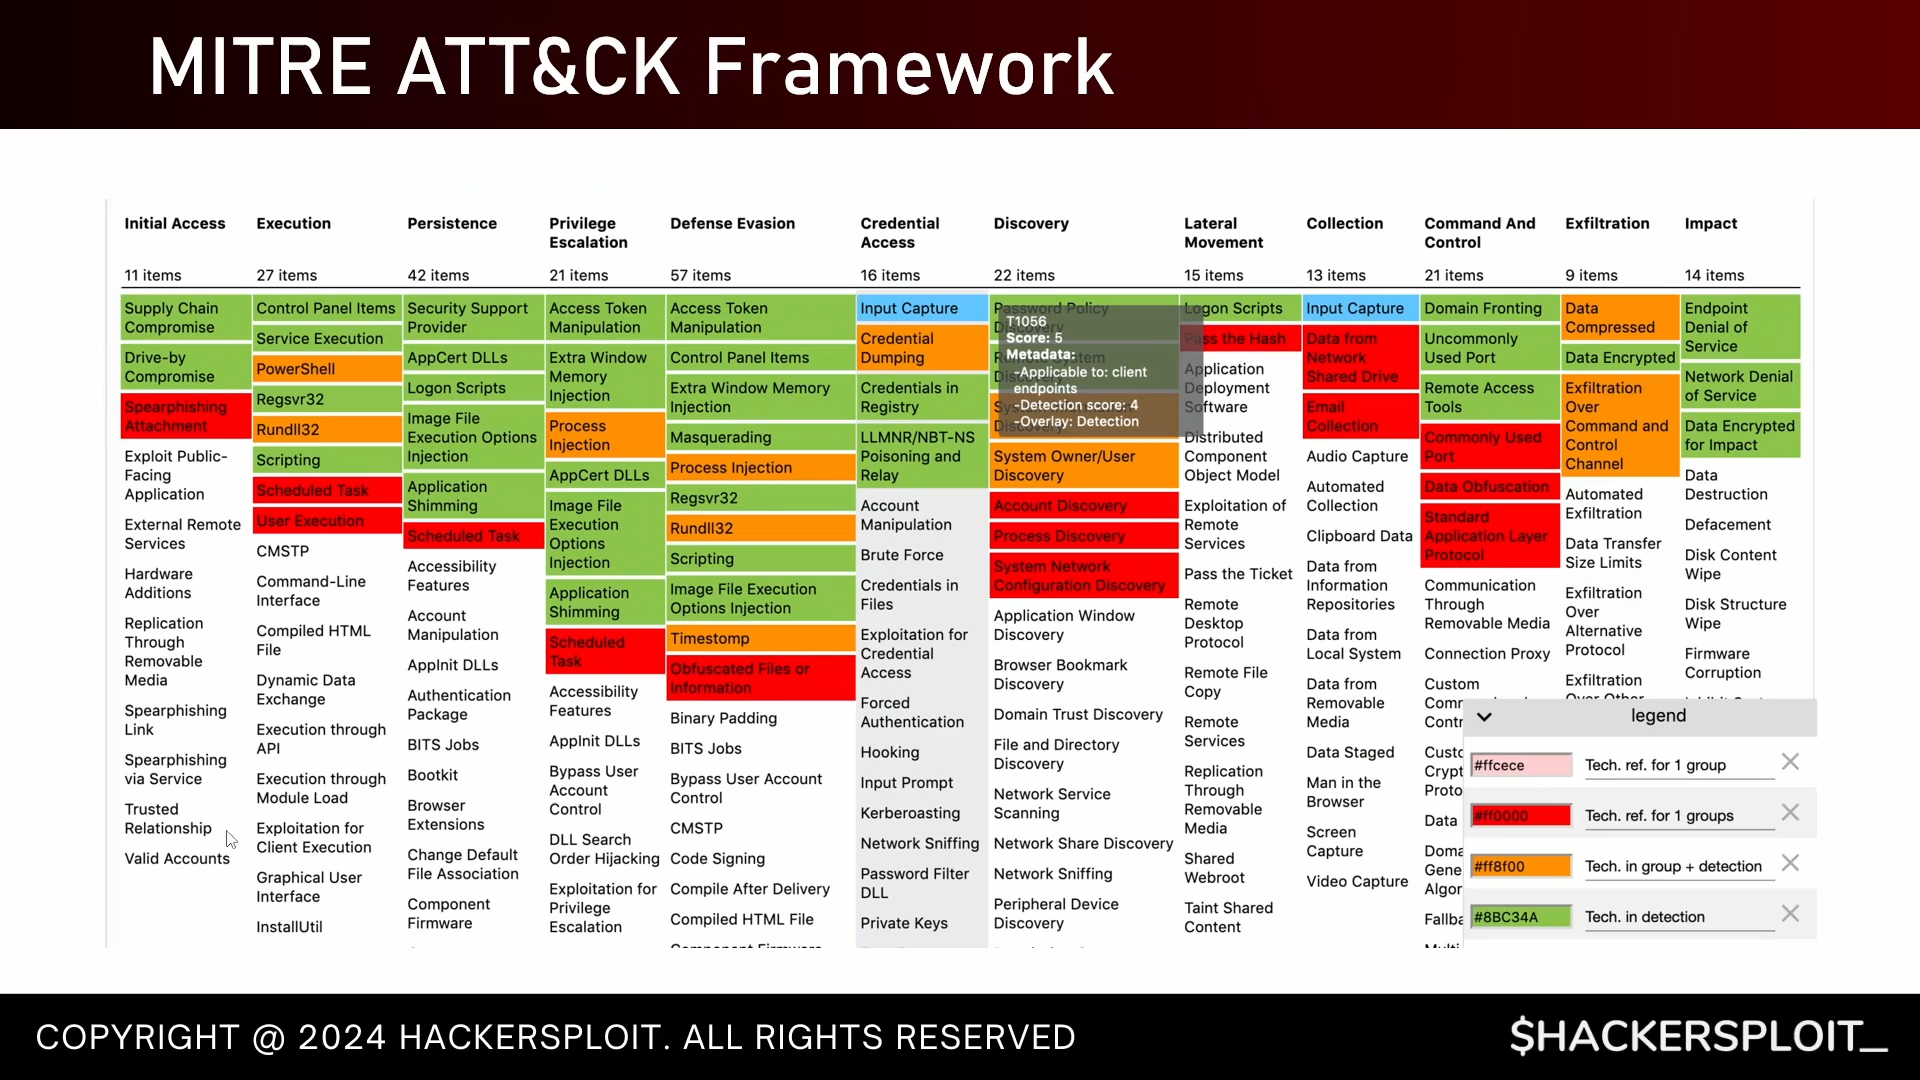 MITRE ATT&CK Framework
Initial Access
11 items
Supply Chain
Compromise
Drive-by
Compromise
Spearphishing
Attachment
Exploit Public-
Facing
Application
External Remote
Services
Hardware
Additions
Replication
Through
Removable
Media
Spearphishing
Link
Spearphishing
via Service
Trusted
Relationship
Valid Accounts
Execution
27 items
Control Panel Items
Service Execution
PowerShell
Regsvr32
Rundll32
Scripting
Scheduled Task
User Execution
CMSTP
Command-Line
Interface
Compiled HTML
File
Dynamic Data
Exchange
Execution through
API
Execution through
Module Load
Exploitation for
Client Execution
Graphical User
Interface
InstallUtil
Persistence
42 items
Security Support
Provider
AppCert DLLs
Logon Scripts
Image File
Execution Options
Injection
Application
Shimming
Scheduled Task
Accessibility
Features
Account
Manipulation
AppInit DLLs
Authentication
Package
BITS Jobs
Bootkit
Browser
Extensions
Change Default
File Association
Component
Firmware
Privilege
Escalation
21 items
Access Token
Manipulation
Extra Window
Memory
Injection
Process
Injection
AppCert DLLs
Image File
Execution
Options
Injection
Application
Shimming
Scheduled
Task
Accessibility
Features
AppInit DLLs
Bypass User
Account
Control
DLL Search
Order Hijacking
Exploitation for
Privilege
Escalation
Defense Evasion
57 items
Access Token
Manipulation
Control Panel Items
Extra Window Memory
Injection
Masquerading
Process Injection
Regsvr32
Rundll32
Scripting
Image File Execution
Options Injection
Timestomp
Obfuscated Files or
Information
Binary Padding
BITS Jobs
Bypass User Account
Control
CMSTP
Code Signing
Compile After Delivery
Compiled HTML File
Component Firmware
Credential
Access
16 items
Input Capture
Credential
Dumping
Credentials in
Registry
LLMNR/NBT-NS
Poisoning and
Relay
Account
Manipulation
Brute Force
Credentials in
Files
Exploitation for
Credential
Access
Forced
Authentication
Hooking
Input Prompt
Kerberoasting
Network Sniffing
Password Filter
DLL
Private Keys
Discovery
22 items
Password Policy
T1056
Score: 5
Metadata:
-Applicable to: client
endpoints
-Detection score: 4
-Overlay: Detection
System Owner/User
Discovery
Account Discovery
Process Discovery
System Network
Configuration Discovery
Application Window
Discovery
Browser Bookmark
Discovery
Domain Trust Discovery
File and Directory
Discovery
Network Service
Scanning
Network Share Discovery
Network Sniffing
Peripheral Device
Discovery
Lateral
Movement
15 items
Logon Scripts
Pass the Hash
Application
Deployment
Software
Distributed
Component
Object Model
Exploitation of
Remote
Services
Pass the Ticket
Remote
Desktop
Protocol
Remote File
Copy
Remote
Services
Replication
Through
Removable
Media
Shared
Webroot
Taint Shared
Content
Collection
13 items
Input Capture
Data from
Network
Shared Drive
Email
Collection
Audio Capture
Automated
Collection
Clipboard Data
Data from
Information
Repositories
Data from
Local System
Data from
Removable
Media
Data Staged
Man in the
Browser
Screen
Capture
Video Capture
Command And
Control
21 items
Domain Fronting
Uncommonly
Used Port
Remote Access
Tools
Commonly Used
Port
Data Obfuscation
Standard
Application Layer
Protocol
Communication
Through
Removable Media
Connection Proxy
Custom
Data
Exfiltration
9 items
Data
Compressed
Data Encrypted
Exfiltration
Over
Command and
Control
Channel
Automated
Exfiltration
Data Transfer
Size Limits
Exfiltration
Over
Alternative
Protocol
Exfiltration
Over Other
Impact
14 items
Endpoint
Denial of
Service
Network Denial
of Service
Data Encrypted
for Impact
Data
Destruction
Defacement
Disk Content
Wipe
Disk Structure
Wipe
Firmware
Corruption
legend
#ffcece Tech. ref. for 1 group
#ff0000 Tech. ref. for 1 groups
#ff8f00 Tech. in group + detection
#8BC34A Tech. in detection
COPYRIGHT @ 2024 HACKERSPLOIT. ALL RIGHTS RESERVED
$HACKERSPLOIT_